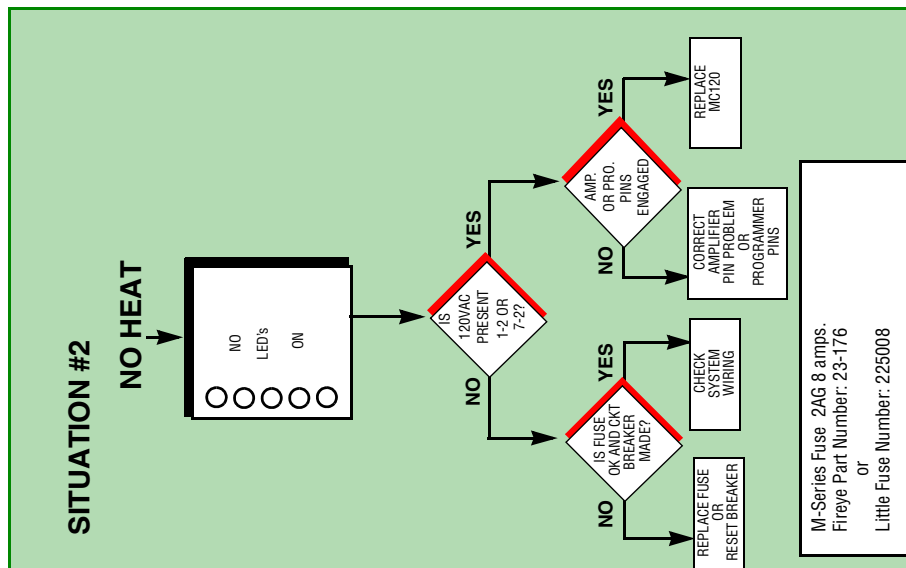 SITUATION #2
NO HEAT
NO
LED's
ON
IS
120VAC
PRESENT
1-2 OR
7-2?
NO
YES
IS FUSE
OK AND CKT
BREAKER
MADE?
NO
YES
REPLACE FUSE
OR
RESET BREAKER
CHECK
SYSTEM
WIRING
AMP.
OR PRO.
PINS
ENGAGED
NO
YES
CORRECT
AMPLIFIER
PIN PROBLEM
OR
PROGRAMMER
PINS
REPLACE
MC120
M-Series Fuse 2AG 8 amps.
Fireye Part Number: 23-176
or
Little Fuse Number: 225008